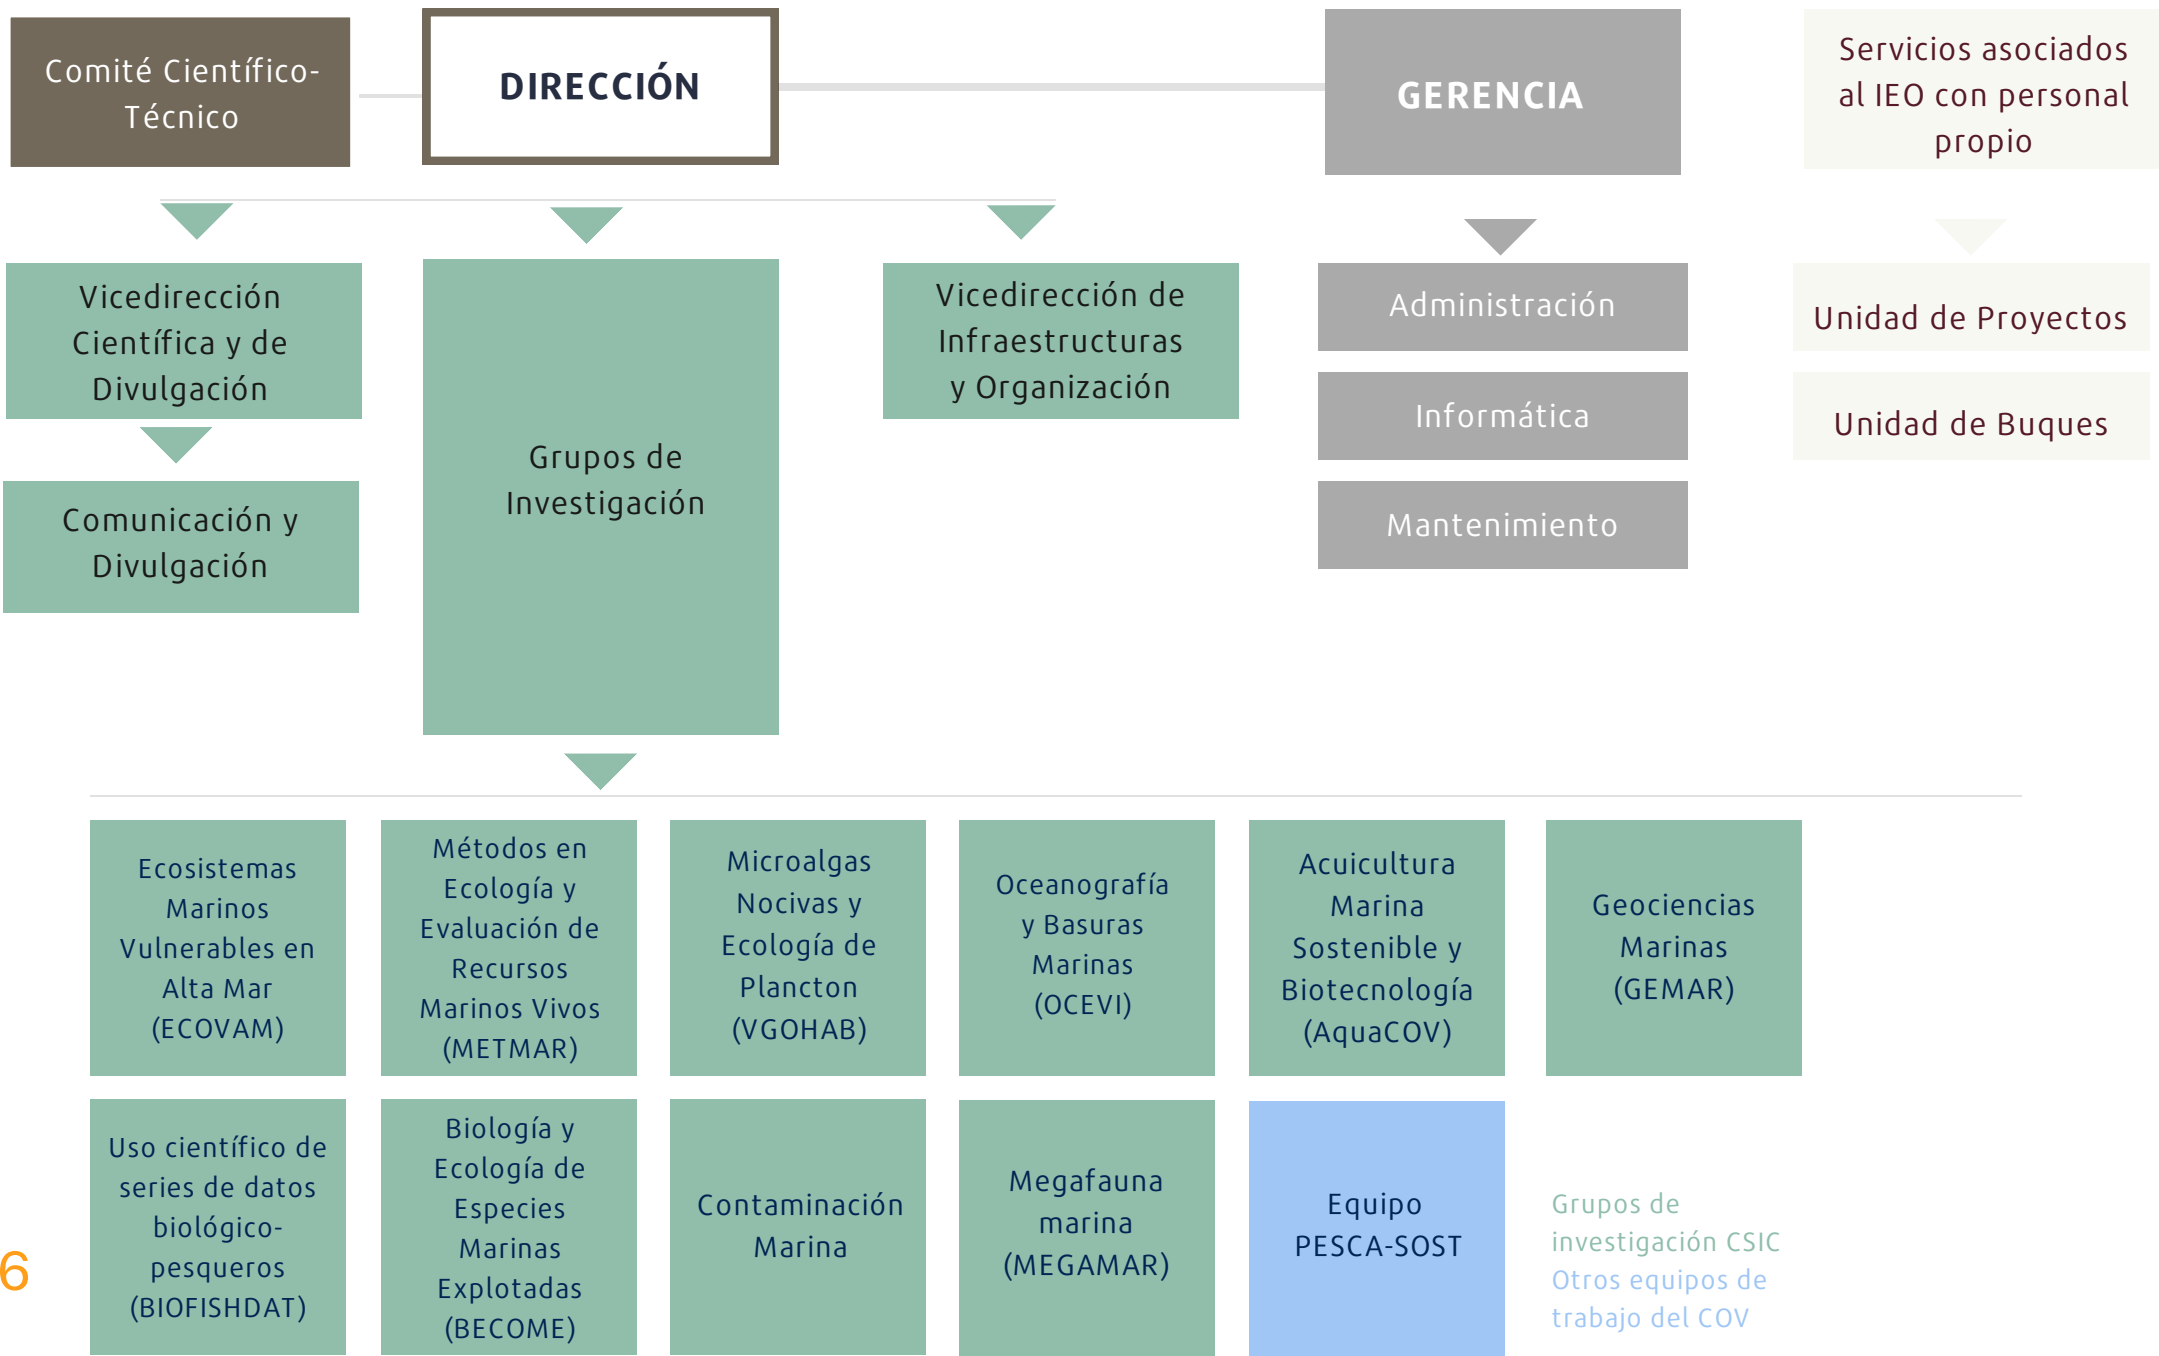 Comité Científico-
Técnico
DIRECCIÓN
GERENCIA
Servicios asociados
al IEO con personal
propio
Vicedirección
Científica y de
Divulgación
Comunicación y
Divulgación
Grupos de
Investigación
Vicedirección de
Infraestructuras
y Organización
Administración
Informática
Mantenimiento
Unidad de Proyectos
Unidad de Buques
Ecosistemas
Marinos
Vulnerables en
Alta Mar
(ECOVAM)
Métodos en
Ecología y
Evaluación de
Recursos
Marinos Vivos
(METMAR)
Microalgas
Nocivas y
Ecología de
Plancton
(VGOHAB)
Oceanografía
y Basuras
Marinas
(OCEVI)
Acuicultura
Marina
Sostenible y
Biotecnología
(AquaCOV)
Geociencias
Marinas
(GEMAR)
Uso científico de
series de datos
biológico-
pesqueros
(BIOFISHDAT)
Biología y
Ecología de
Especies
Marinas
Explotadas
(BECOME)
Contaminación
Marina
Megafauna
marina
(MEGAMAR)
Equipo
PESCA-SOST
Grupos de
investigación CSIC
Otros equipos de
trabajo del COV
6